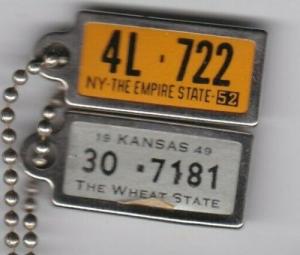 4L·722
NY-THE EMPIRE STATE-52
19 KANSAS 49
30·7181
THE WHEAT STATE